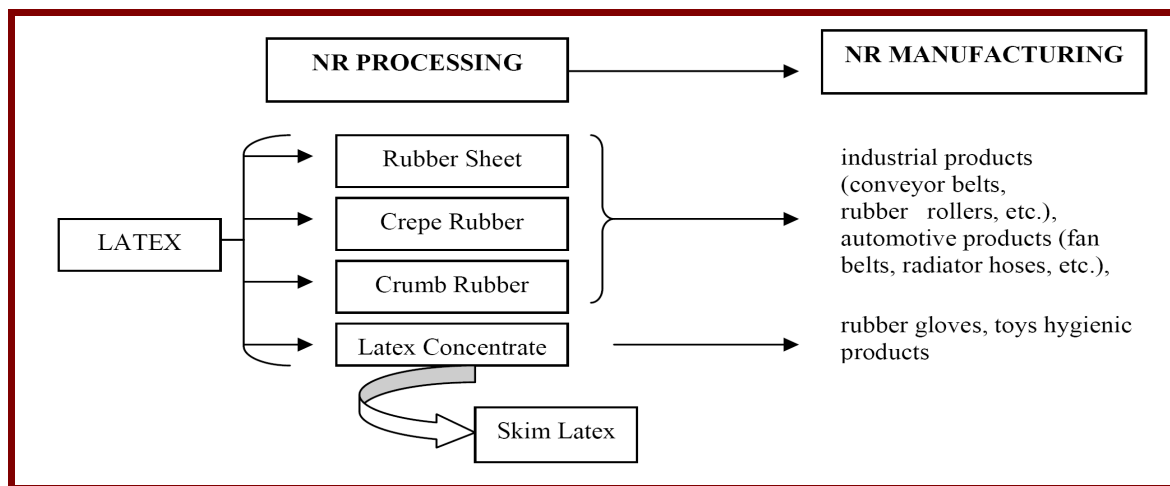 NR PROCESSING
NR MANUFACTURING
LATEX
Rubber Sheet
Crepe Rubber
Crumb Rubber
Latex Concentrate
Skim Latex
industrial products
(conveyor belts,
rubber rollers, etc.),
automotive products (fan
belts, radiator hoses, etc.),
rubber gloves, toys hygienic
products